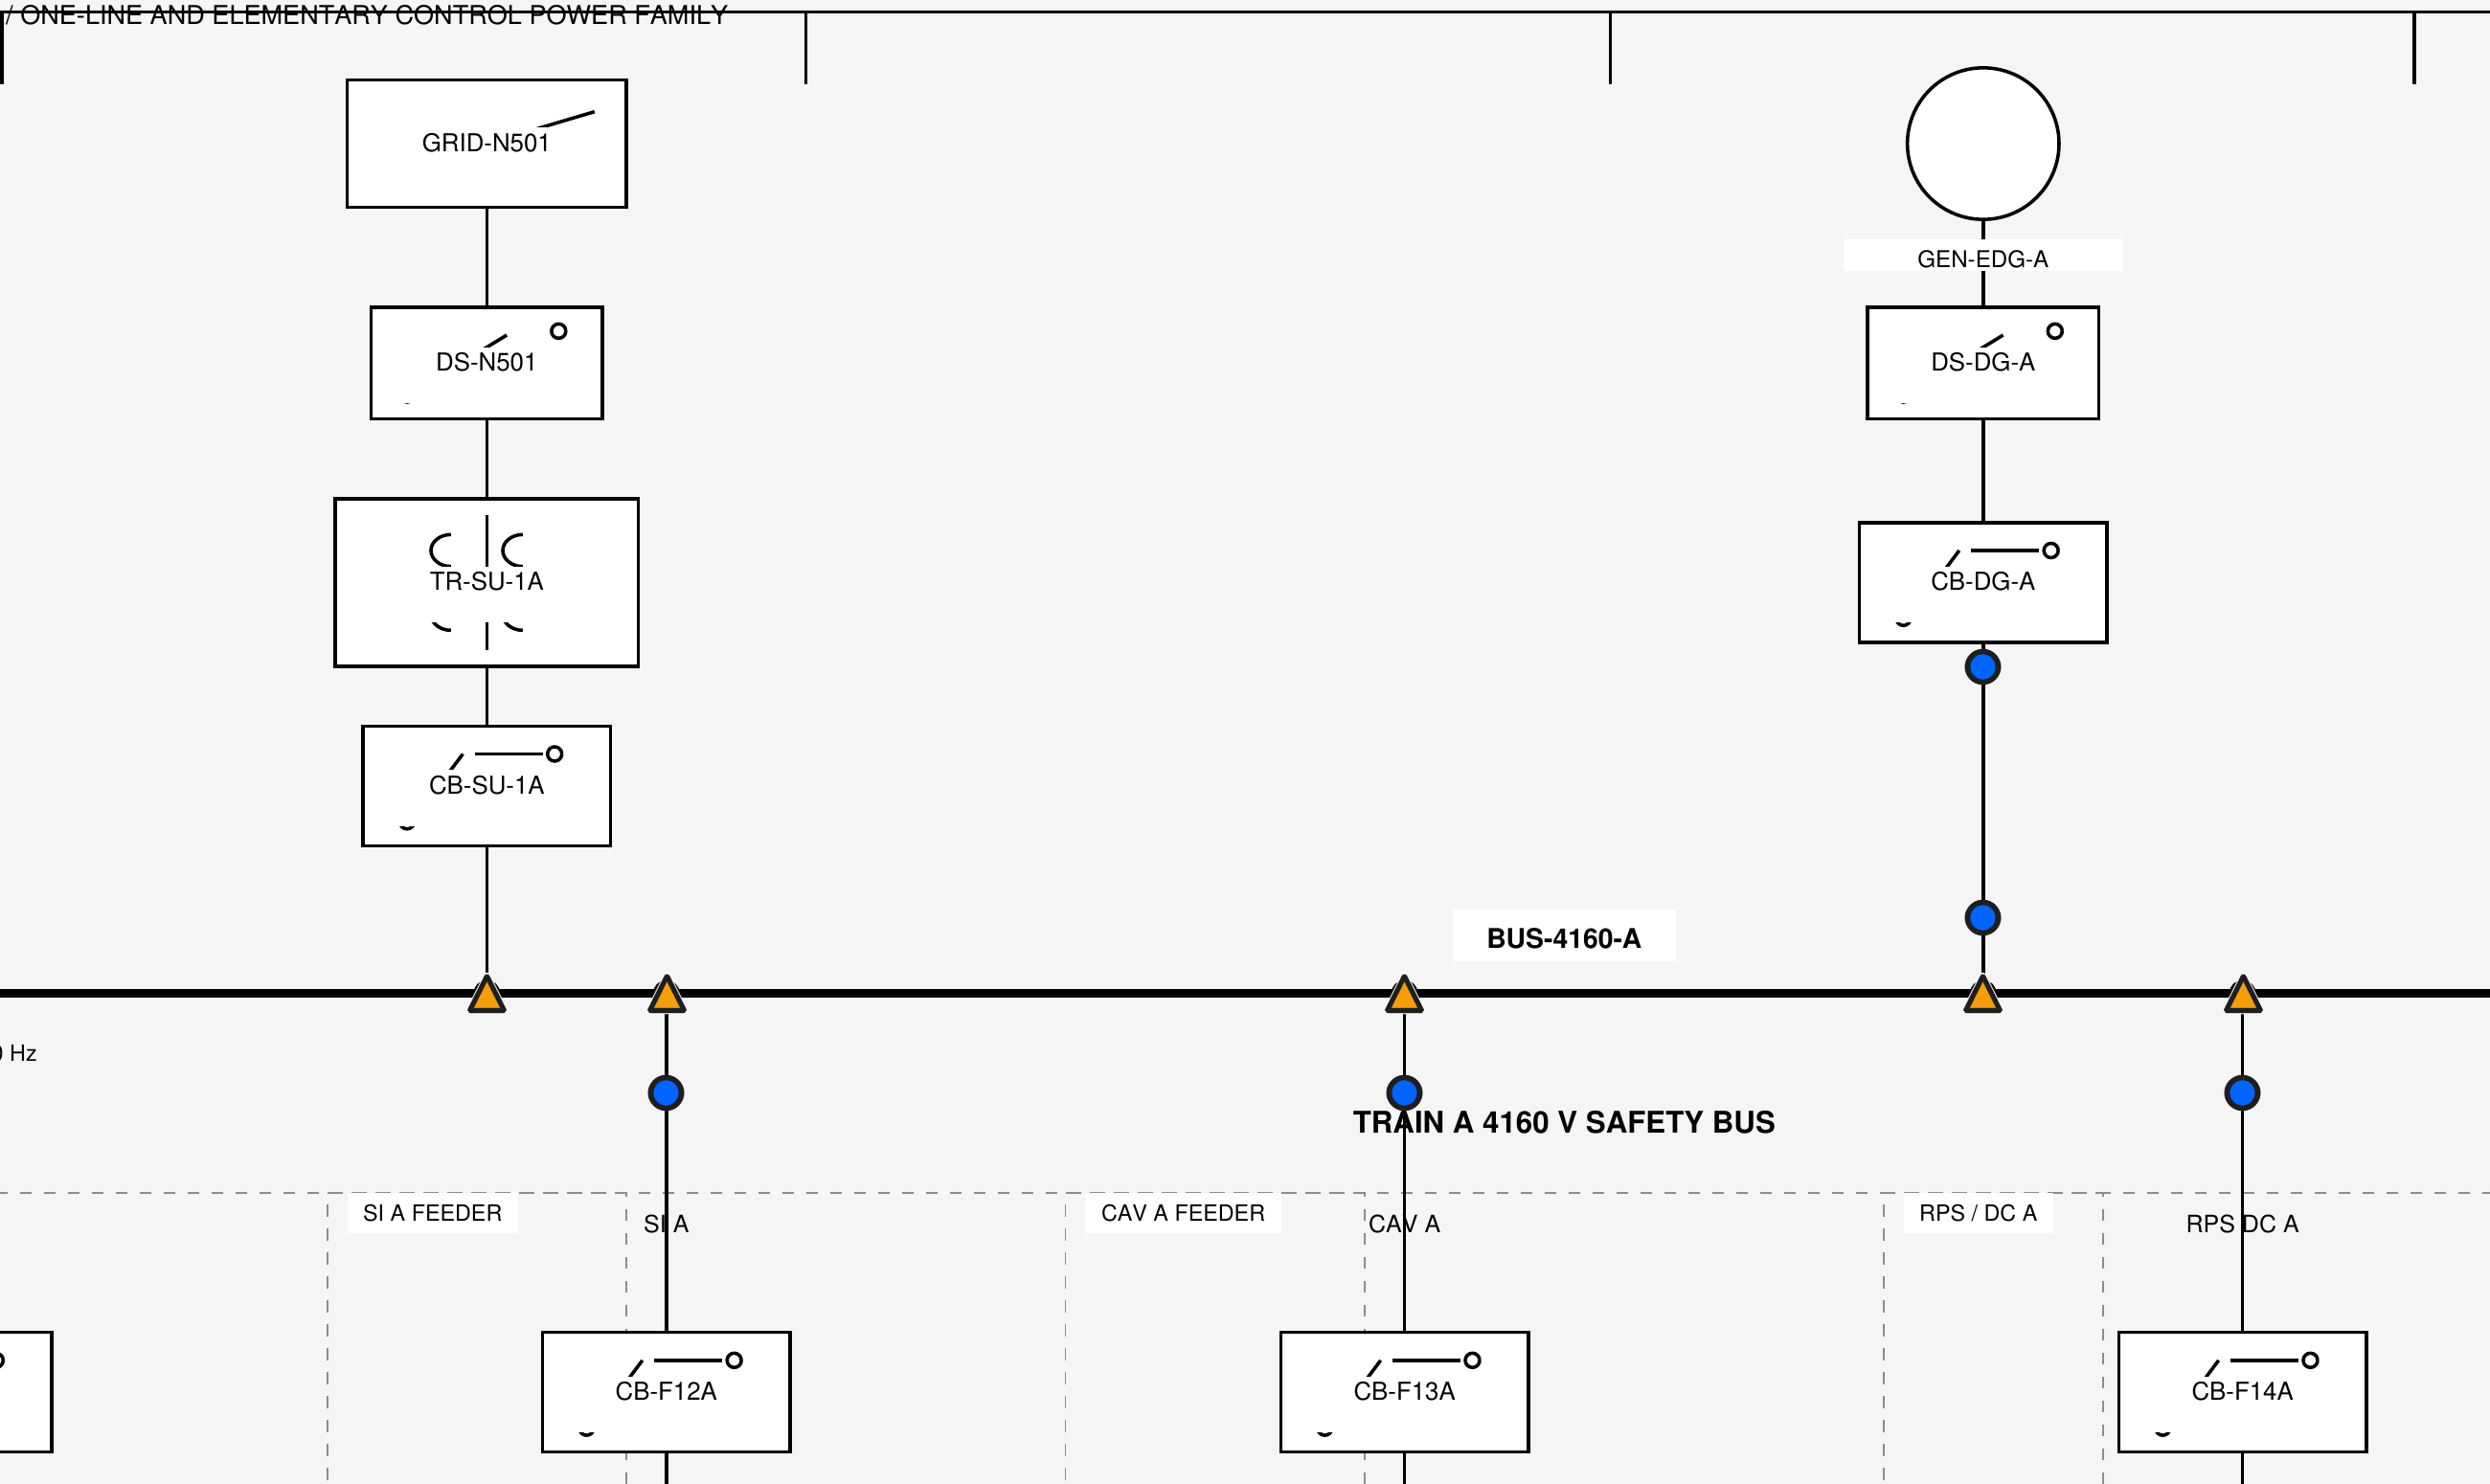 / ONE-LINE AND ELEMENTARY CONTROL POWER FAMILY
GRID-N501
GEN-EDG-A
DS-N501
DS-DG-A
TR-SU-1A
CB-DG-A
CB-SU-1A
BUS-4160-A
Hz
TRAIN A 4160 V SAFETY BUS
SI A FEEDER
SI A
CAV A FEEDER
CAV A
RPS / DC A
RPS DC A
CB-F12A
CB-F13A
CB-F14A